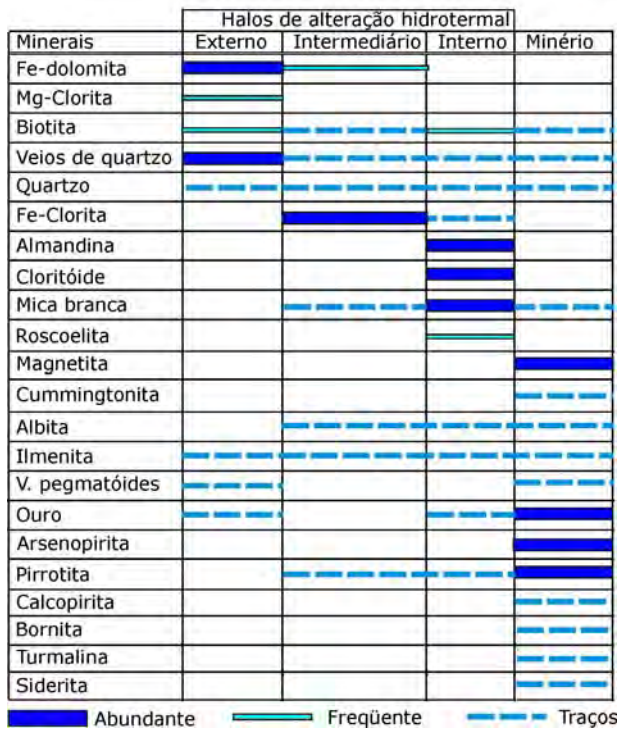 Halos de alteração hidrotermal
Minerais Externo Intermediário Interno Minério
Fe-dolomita
Mg-Clorita
Biotita
Veios de quartzo
Quartzo
Fe-Clorita
Almandina
Cloritóide
Mica branca
Roscoelita
Magnetita
Cummingtonita
Albita
Ilmenita
V. pegmatóides
Ouro
Arsenopirita
Pirrotita
Calcopirita
Bornita
Turmalina
Siderita
Abundante Freqüente Traços